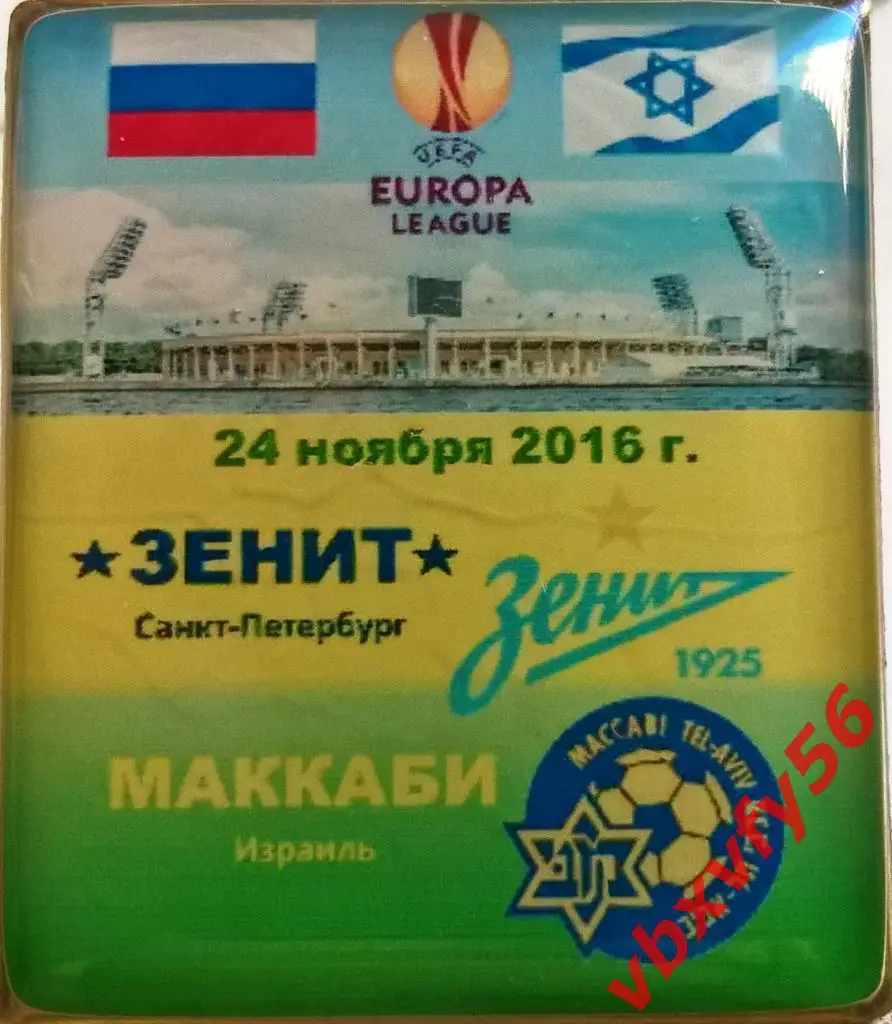 UEFA
EUROPA
LEAGUE
24 ноября 2016 г.
★ЗЕНИТ★
Санкт-Петербург
Зенит
1925
МАККАБИ
Израиль
MACCABI TEL-AVIV
vbxvfy56